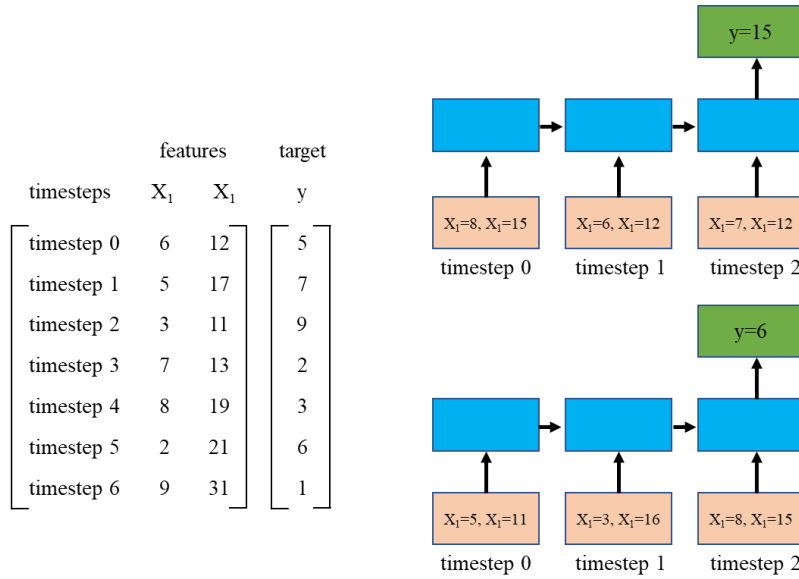 features target
timesteps X₁ X₁ y
timestep 0 6 12 5
timestep 1 5 17 7
timestep 2 3 11 9
timestep 3 7 13 2
timestep 4 8 19 3
timestep 5 2 21 6
timestep 6 9 31 1
y=15
X₁=8, X₁=15 X₁=6, X₁=12 X₁=7, X₁=12
timestep 0 timestep 1 timestep 2
y=6
X₁=5, X₁=11 X₁=3, X₁=16 X₁=8, X₁=15
timestep 0 timestep 1 timestep 2